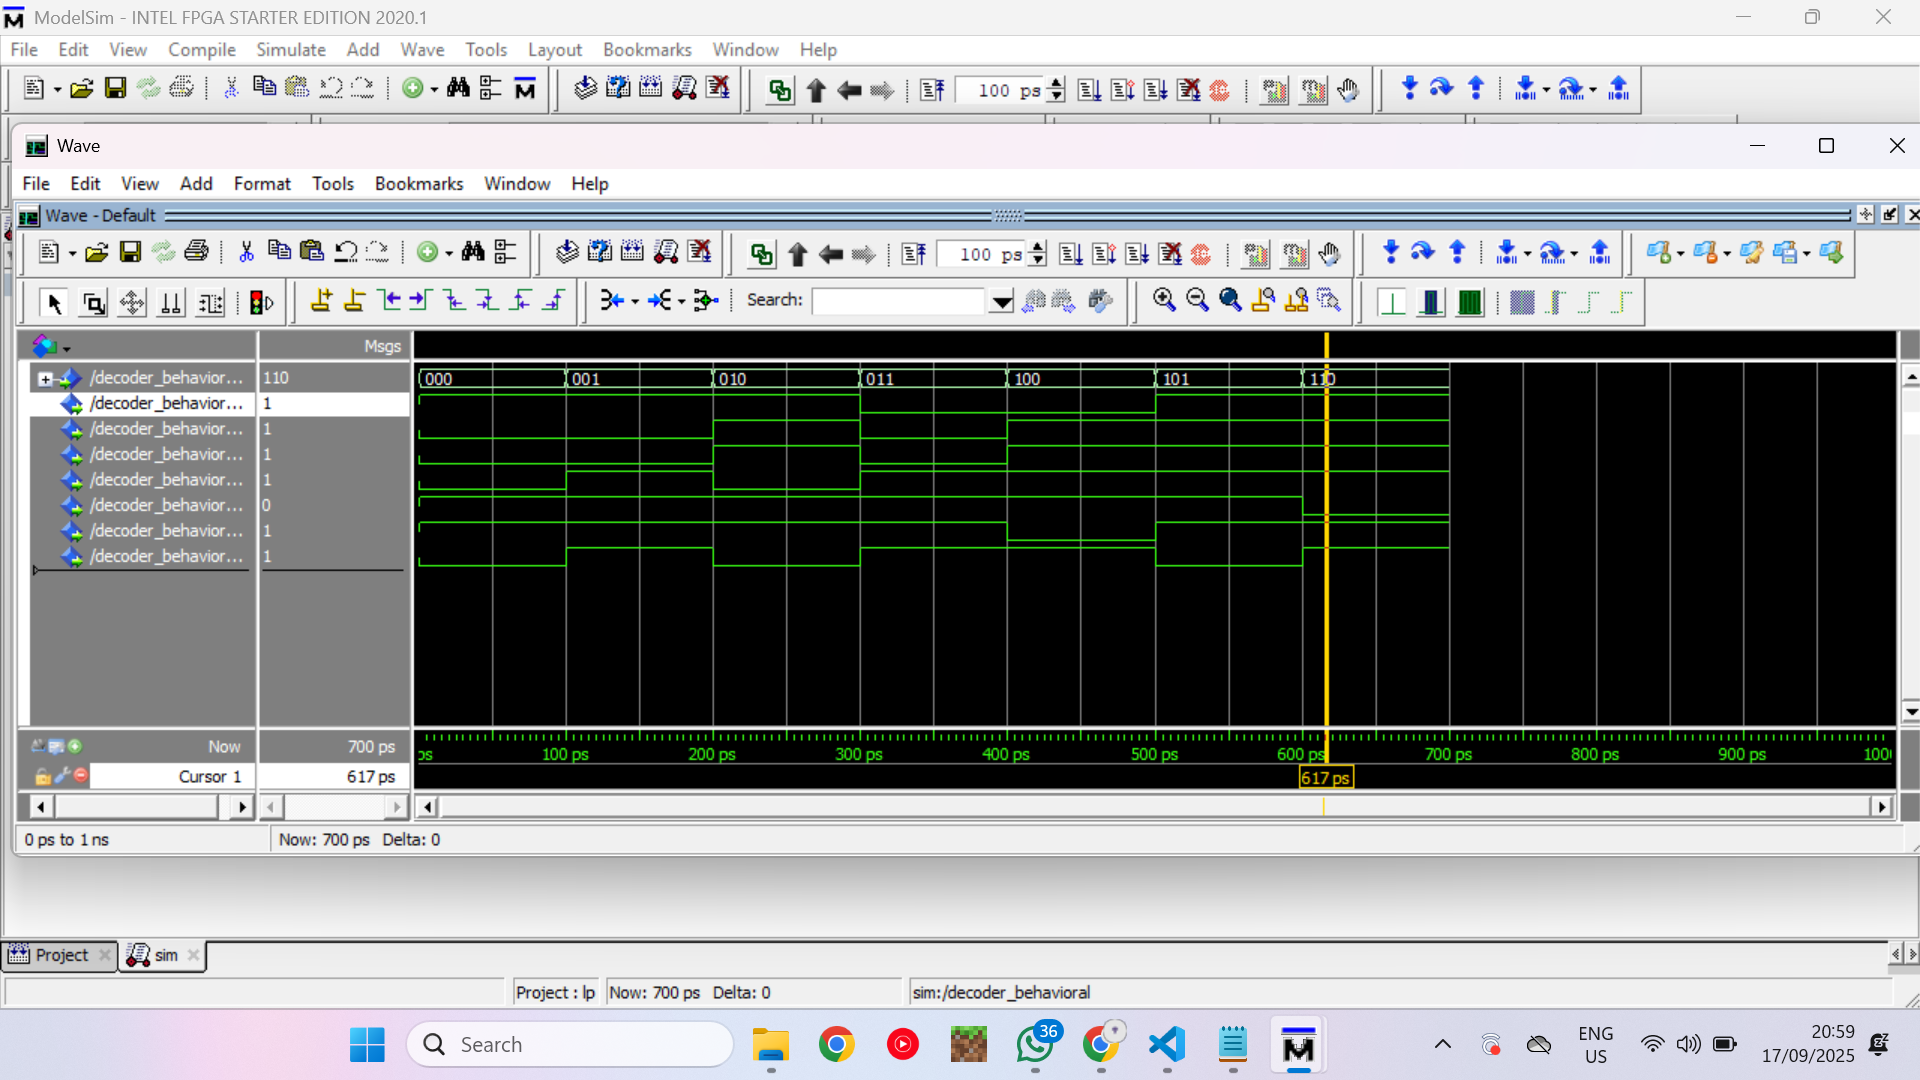 ModelSim - INTEL FPGA STARTER EDITION 2020.1
File Edit View Compile Simulate Add Wave Tools Layout Bookmarks Window Help
100 ps
Wave
File Edit View Add Format Tools Bookmarks Window Help
Wave - Default
100 ps
Search:
Msgs
/decoder_behavior... 110 000 001 010 011 100 101 110
/decoder_behavior... 1
/decoder_behavior... 1
/decoder_behavior... 1
/decoder_behavior... 1
/decoder_behavior... 0
/decoder_behavior... 1
/decoder_behavior... 1
Now 700 ps ps 100 ps 200 ps 300 ps 400 ps 500 ps 600 ps 700 ps 800 ps 900 ps 100
Cursor 1 617 ps 617 ps
0 ps to 1 ns Now: 700 ps Delta: 0
Project sim
Project : lp Now: 700 ps Delta: 0 sim:/decoder_behavioral
Search 36 ENG US 20:59 17/09/2025